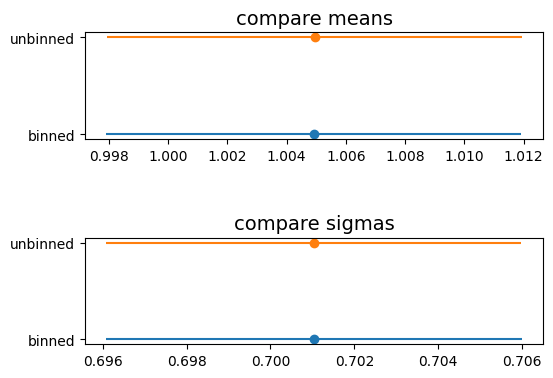 compare means
unbinned
binned
0.998 1.000 1.002 1.004 1.006 1.008 1.010 1.012
compare sigmas
unbinned
binned
0.696 0.698 0.700 0.702 0.704 0.706